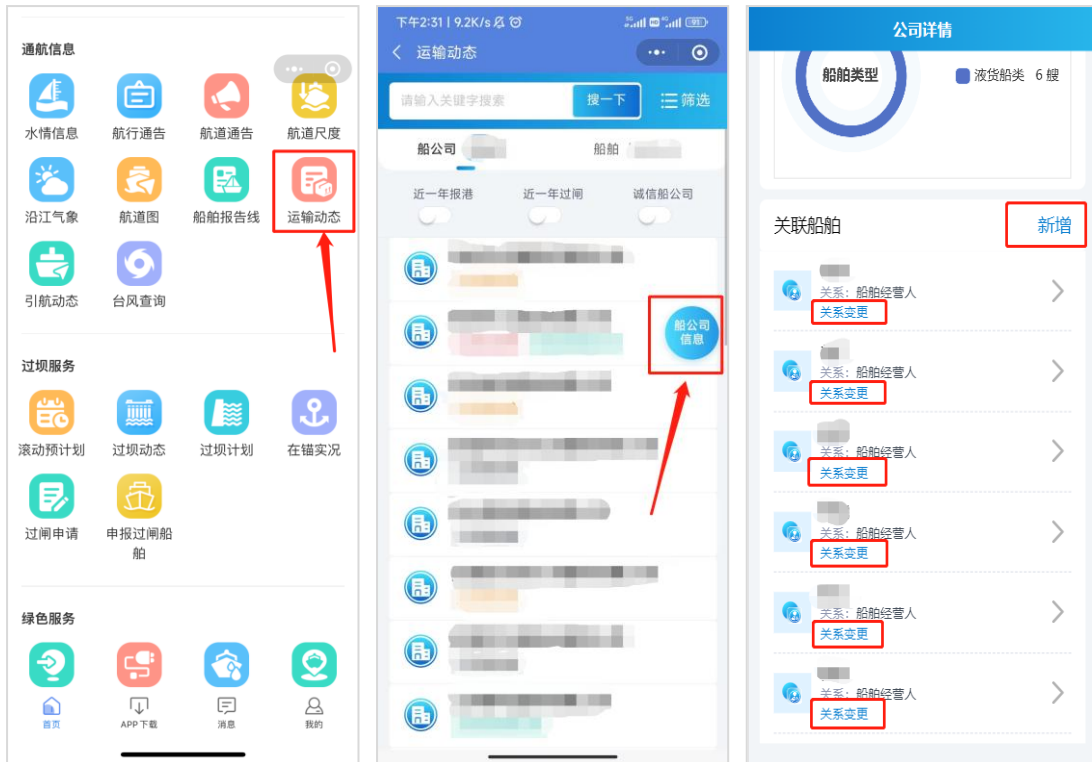 通航信息
水情信息 航行通告 航道通告 航道尺度
沿江气象 航道图 船舶报告线 运输动态
引航动态 台风查询
过坝服务
滚动预计划 过坝动态 过坝计划 在锚实况
过闸申请 申报过闸船
舶
绿色服务
首页 APP下载 消息 我的
下午2:31 | 9.2K/s
运输动态
请输入关键字搜索 搜一下 筛选
船公司 船舶
近一年报港 近一年过闸 诚信船公司
船公司
信息
公司详情
船舶类型 液货船类 6 艘
关联船舶 新增
关系：船舶经营人
关系变更
关系：船舶经营人
关系变更
关系：船舶经营人
关系变更
关系：船舶经营人
关系变更
关系：船舶经营人
关系变更
关系：船舶经营人
关系变更